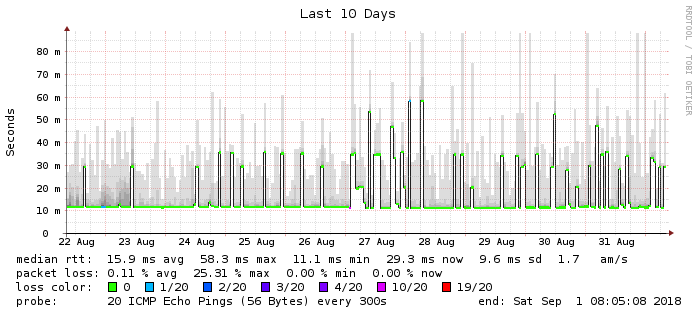 Last 10 Days
RRDTOOL / TOBI OETIKER
Seconds
80 m
70 m
60 m
50 m
40 m
30 m
20 m
10 m
0
22 Aug 23 Aug 24 Aug 25 Aug 26 Aug 27 Aug 28 Aug 29 Aug 30 Aug 31 Aug
median rtt: 15.9 ms avg 58.3 ms max 11.1 ms min 29.3 ms now 9.6 ms sd 1.7 am/s
packet loss: 0.11 % avg 25.31 % max 0.00 % min 0.00 % now
loss color: 0 1/20 2/20 3/20 4/20 10/20 19/20
probe: 20 ICMP Echo Pings (56 Bytes) every 300s end: Sat Sep 1 08:05:08 2018